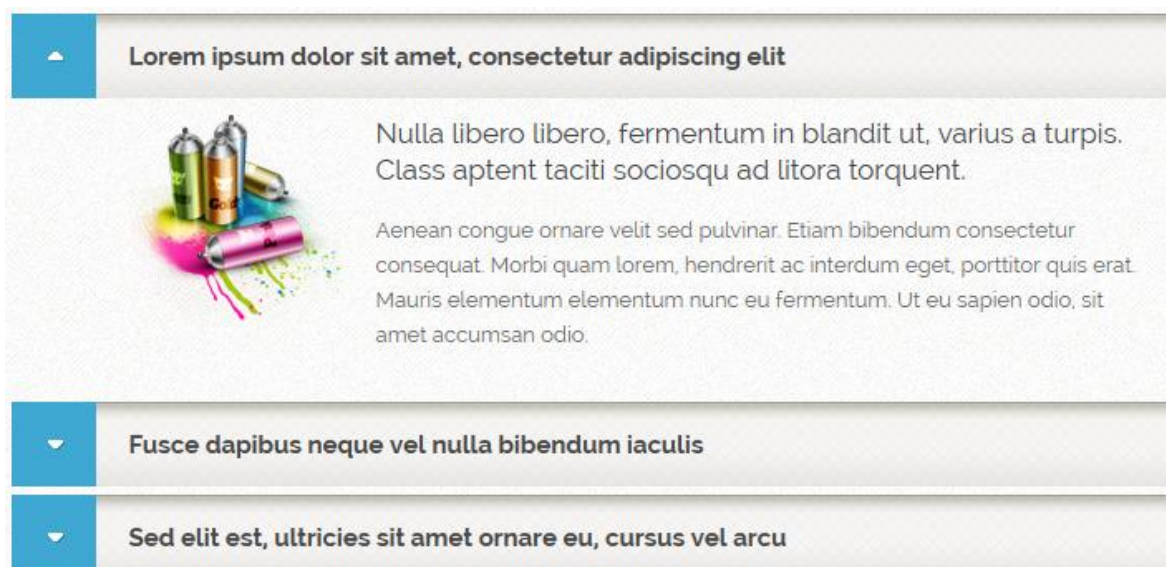 Lorem ipsum dolor sit amet, consectetur adipiscing elit
Nulla libero libero, fermentum in blandit ut, varius a turpis.
Class aptent taciti sociosqu ad litora torquent.
Aenean congue ornare velit sed pulvinar. Etiam bibendum consectetur
consequat. Morbi quam lorem, hendrerit ac interdum eget, porttitor quis erat.
Mauris elementum elementum nunc eu fermentum. Ut eu sapien odio, sit
amet accumsan odio.
Fusce dapibus neque vel nulla bibendum iaculis
Sed elit est, ultricies sit amet ornare eu, cursus vel arcu